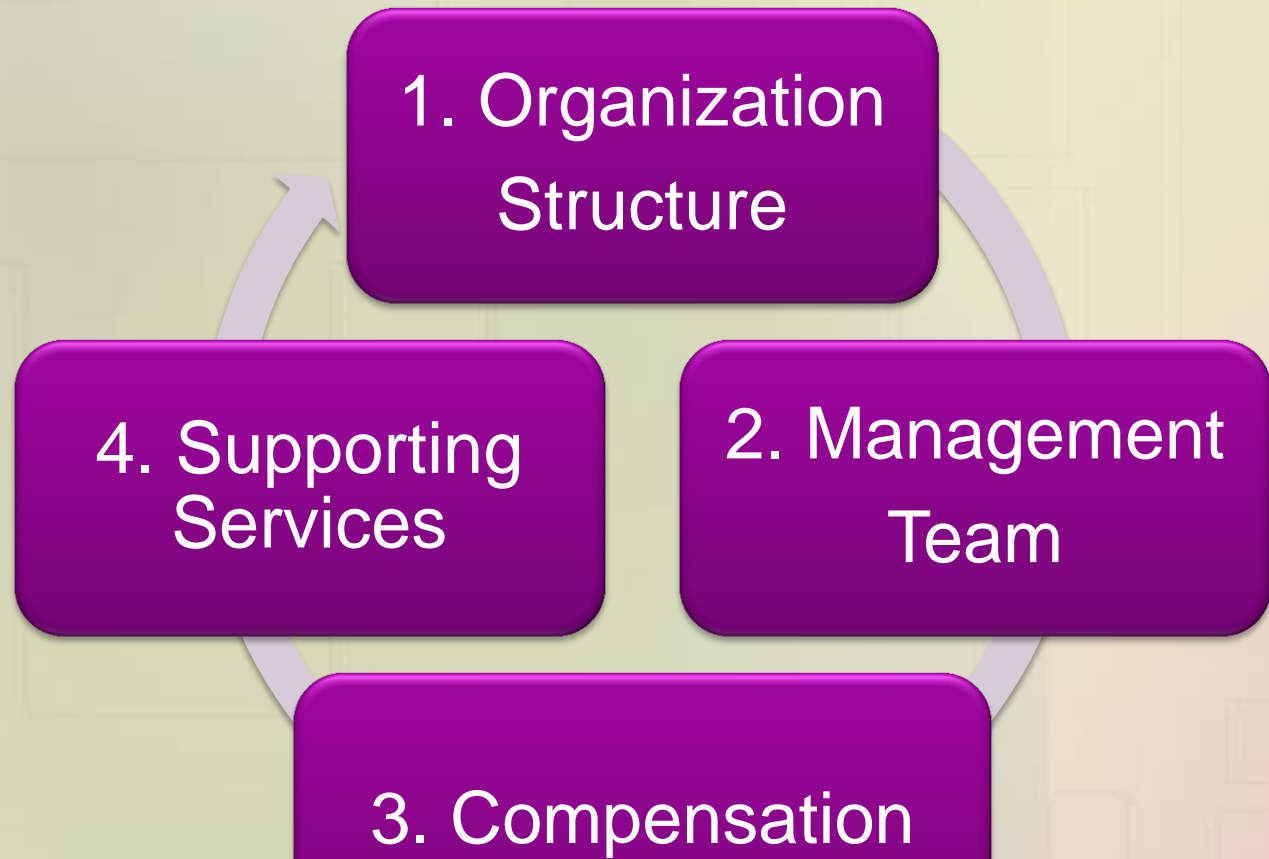 1. Organization
Structure
2. Management
Team
3. Compensation
4. Supporting
Services